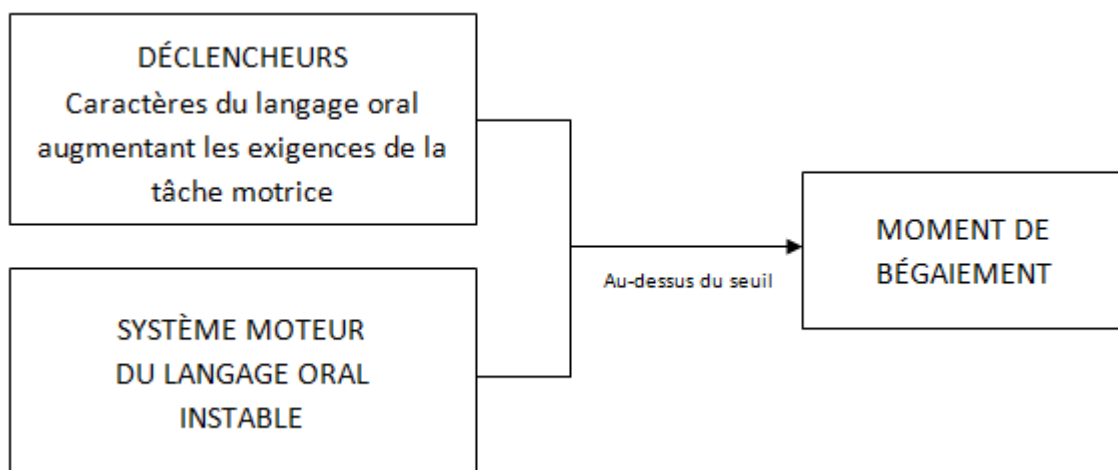 DÉCLENCHEURS
Caractères du langage oral
augmentant les exigences de la
tâche motrice
SYSTÈME MOTEUR
DU LANGAGE ORAL
INSTABLE
Au-dessus du seuil
MOMENT DE
BÉGAIEMENT